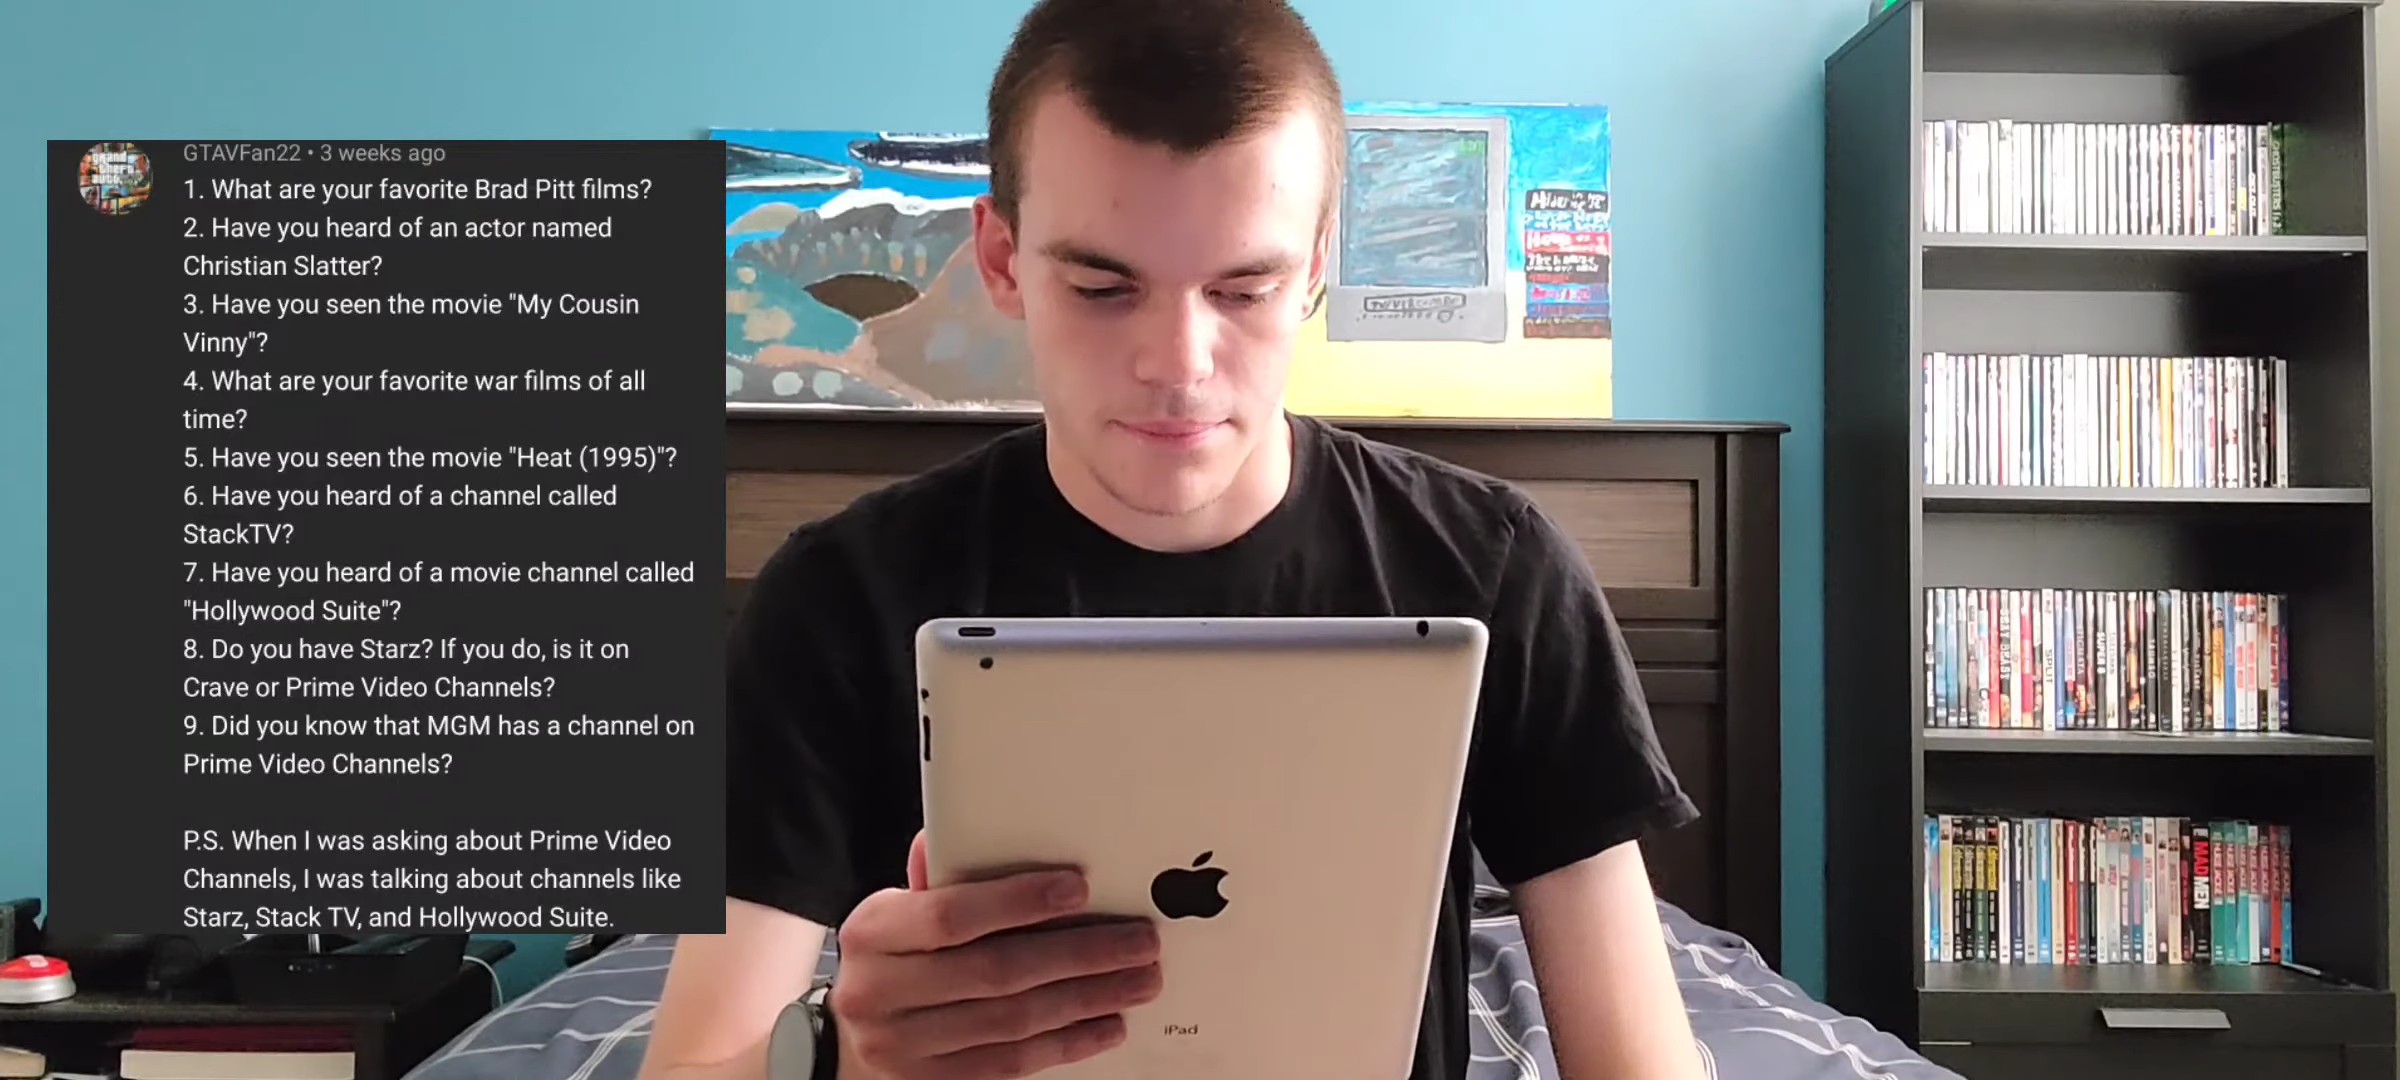 GTAVFan22 • 3 weeks ago
1. What are your favorite Brad Pitt films?
2. Have you heard of an actor named
Christian Slatter?
3. Have you seen the movie "My Cousin
Vinny"?
4. What are your favorite war films of all
time?
5. Have you seen the movie "Heat (1995)"?
6. Have you heard of a channel called
StackTV?
7. Have you heard of a movie channel called
"Hollywood Suite"?
8. Do you have Starz? If you do, is it on
Crave or Prime Video Channels?
9. Did you know that MGM has a channel on
Prime Video Channels?
P.S. When I was asking about Prime Video
Channels, I was talking about channels like
Starz, Stack TV, and Hollywood Suite.
grand
theft
auto
iPad
SPLIT
SUPER 8
MAD MEN